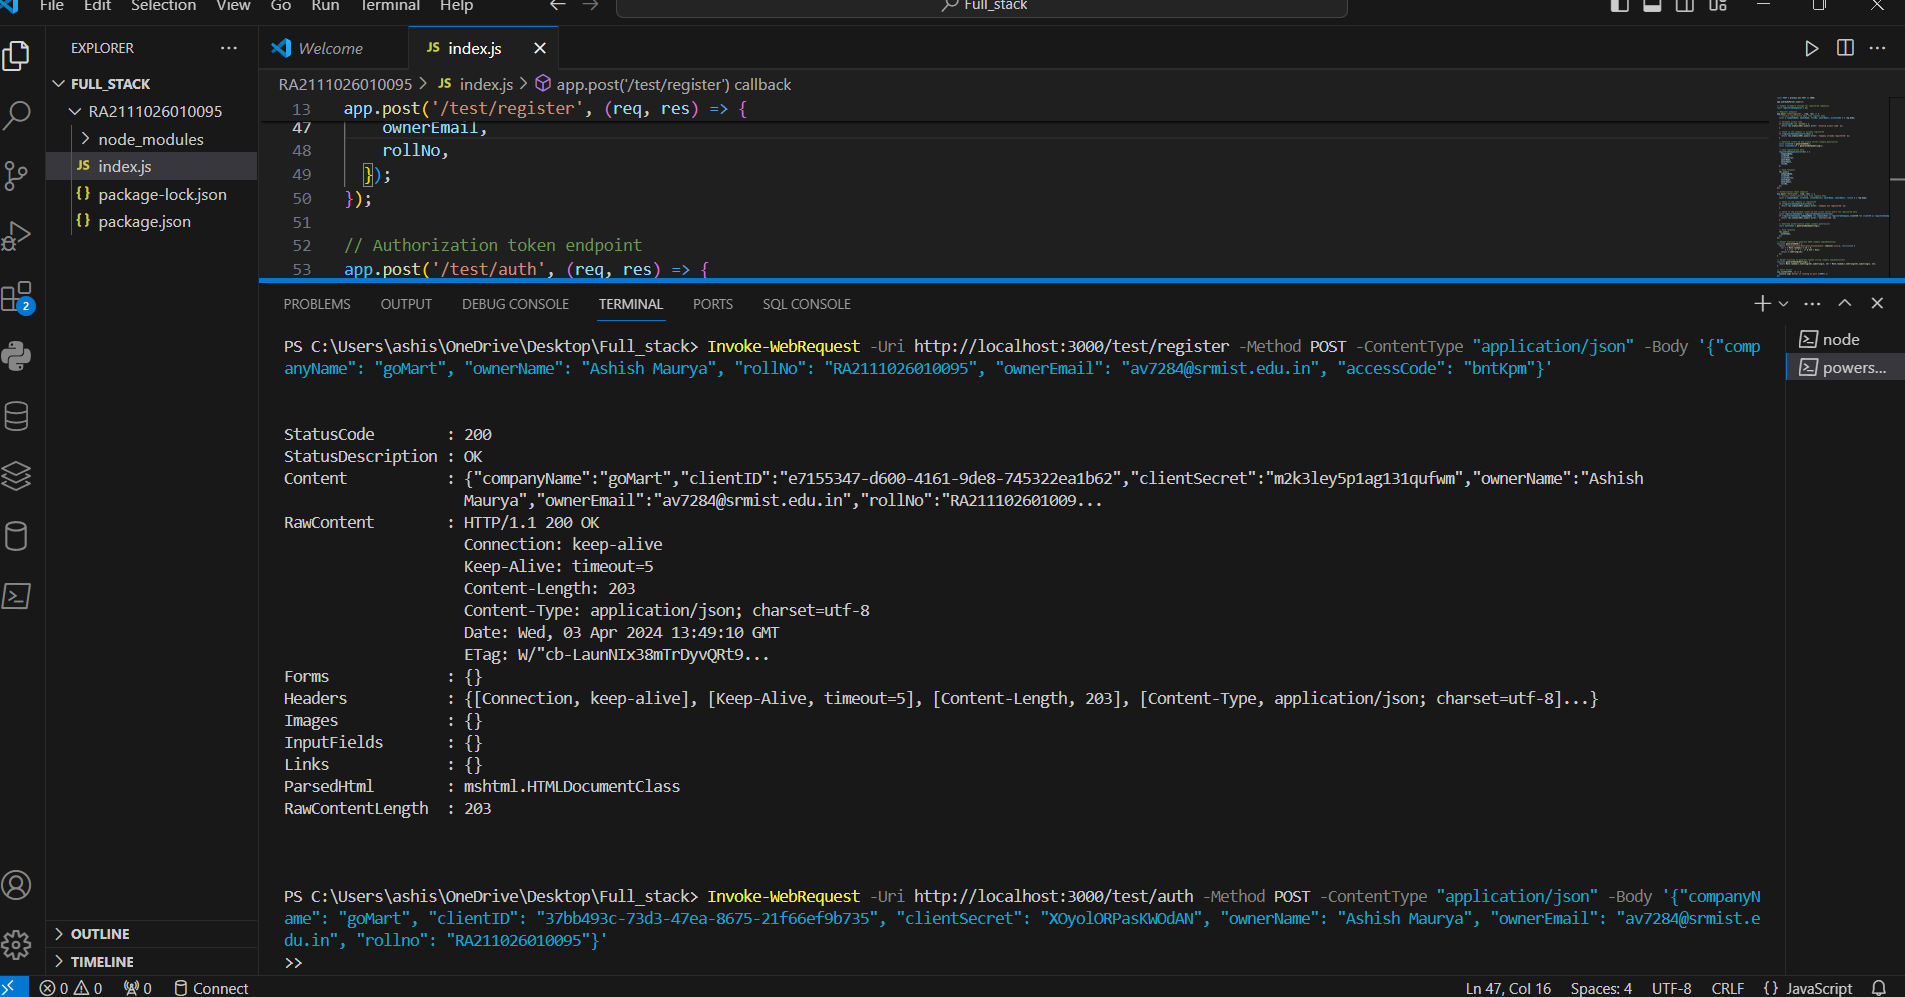 File Edit Selection View Go Run Terminal Help
Full_stack
EXPLORER
FULL_STACK
RA2111026010095
node_modules
JS index.js
{} package-lock.json
{} package.json
OUTLINE
TIMELINE
2
Welcome
JS index.js
RA2111026010095 > JS index.js > app.post('/test/register') callback
13 app.post('/test/register', (req, res) => {
47 ownerEmail,
48 rollNo,
49 });
50 });
51
52 // Authorization token endpoint
53 app.post('/test/auth', (req, res) => {
PROBLEMS OUTPUT DEBUG CONSOLE TERMINAL PORTS SQL CONSOLE
node
powers...
PS C:\Users\ashis\OneDrive\Desktop\Full_stack> Invoke-WebRequest -Uri http://localhost:3000/test/register -Method POST -ContentType "application/json" -Body '{"comp
anyName": "goMart", "ownerName": "Ashish Maurya", "rollNo": "RA2111026010095", "ownerEmail": "av7284@srmist.edu.in", "accessCode": "bntKpm"}'
StatusCode : 200
StatusDescription : OK
Content : {"companyName":"goMart","clientID":"e7155347-d600-4161-9de8-745322ea1b62","clientSecret":"m2k3ley5p1ag131qufwm","ownerName":"Ashish
Maurya","ownerEmail":"av7284@srmist.edu.in","rollNo":"RA211102601009...
RawContent : HTTP/1.1 200 OK
Connection: keep-alive
Keep-Alive: timeout=5
Content-Length: 203
Content-Type: application/json; charset=utf-8
Date: Wed, 03 Apr 2024 13:49:10 GMT
ETag: W/"cb-LaunNIx38mTrDyvQRt9...
Forms : {}
Headers : {[Connection, keep-alive], [Keep-Alive, timeout=5], [Content-Length, 203], [Content-Type, application/json; charset=utf-8]...}
Images : {}
InputFields : {}
Links : {}
ParsedHtml : mshtml.HTMLDocumentClass
RawContentLength : 203
PS C:\Users\ashis\OneDrive\Desktop\Full_stack> Invoke-WebRequest -Uri http://localhost:3000/test/auth -Method POST -ContentType "application/json" -Body '{"companyN
ame": "goMart", "clientID": "37bb493c-73d3-47ea-8675-21f66ef9b735", "clientSecret": "XOyolORPasKWOdAN", "ownerName": "Ashish Maurya", "ownerEmail": "av7284@srmist.e
du.in", "rollno": "RA211026010095"}'
>>
0 0 0 Connect
Ln 47, Col 16 Spaces: 4 UTF-8 CRLF {} JavaScript